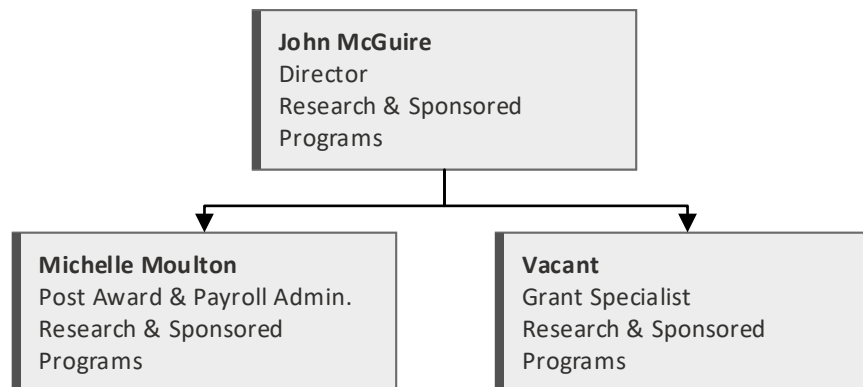 John McGuire
Director
Research & Sponsored
Programs
Michelle Moulton
Post Award & Payroll Admin.
Research & Sponsored
Programs
Vacant
Grant Specialist
Research & Sponsored
Programs